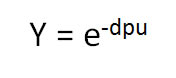 Y = e^-dpu